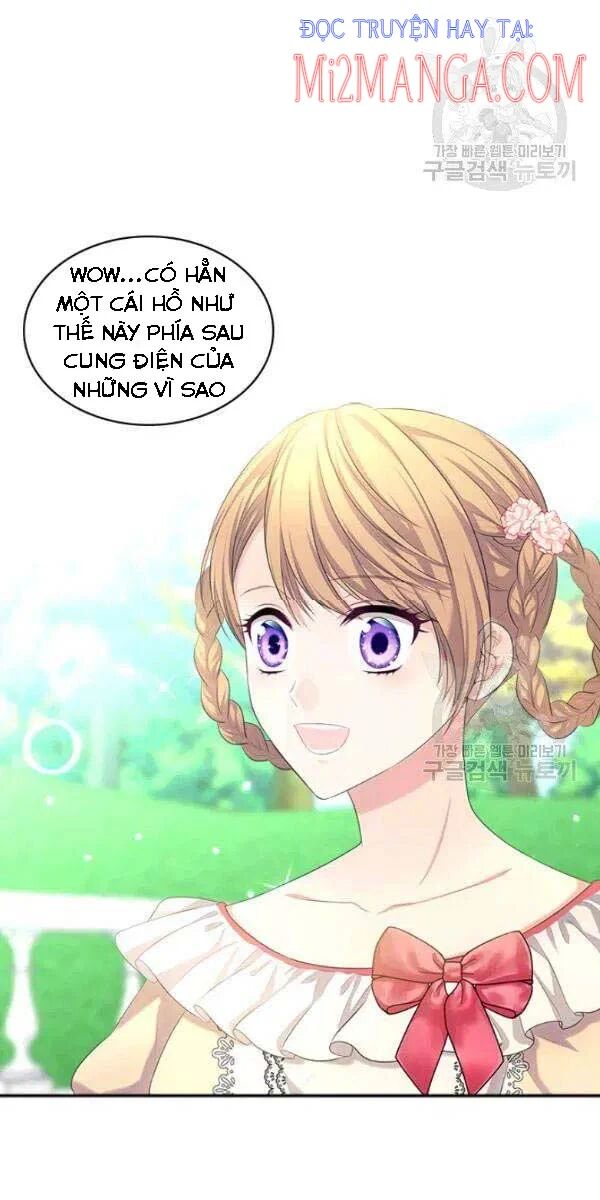 ĐỌC TRUYỆN HAY TẠI:
MI2MANGA.COM
가장 빠른 웹툰 미리보기
구글검색 뉴토끼
WOW...CÓ HẲN
MỘT CÁI HỒ NHƯ
THẾ NÀY PHÍA SAU
CUNG ĐIỆN CỦA
NHỮNG VÌ SAO
가장 빠른 웹툰 미리보기
구글검색 뉴토끼